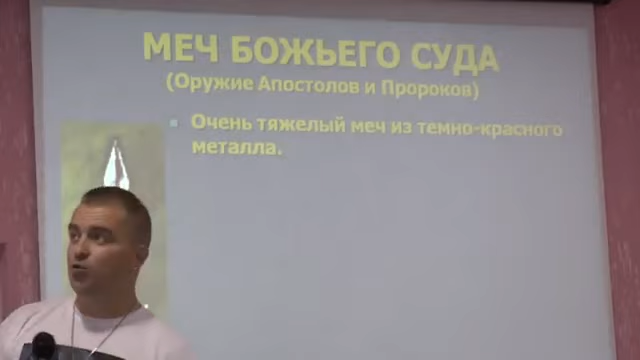 МЕЧ БОЖЬЕГО СУДА
(Оружие Апостолов и Пророков)
Очень тяжелый меч из темно-красного
металла.